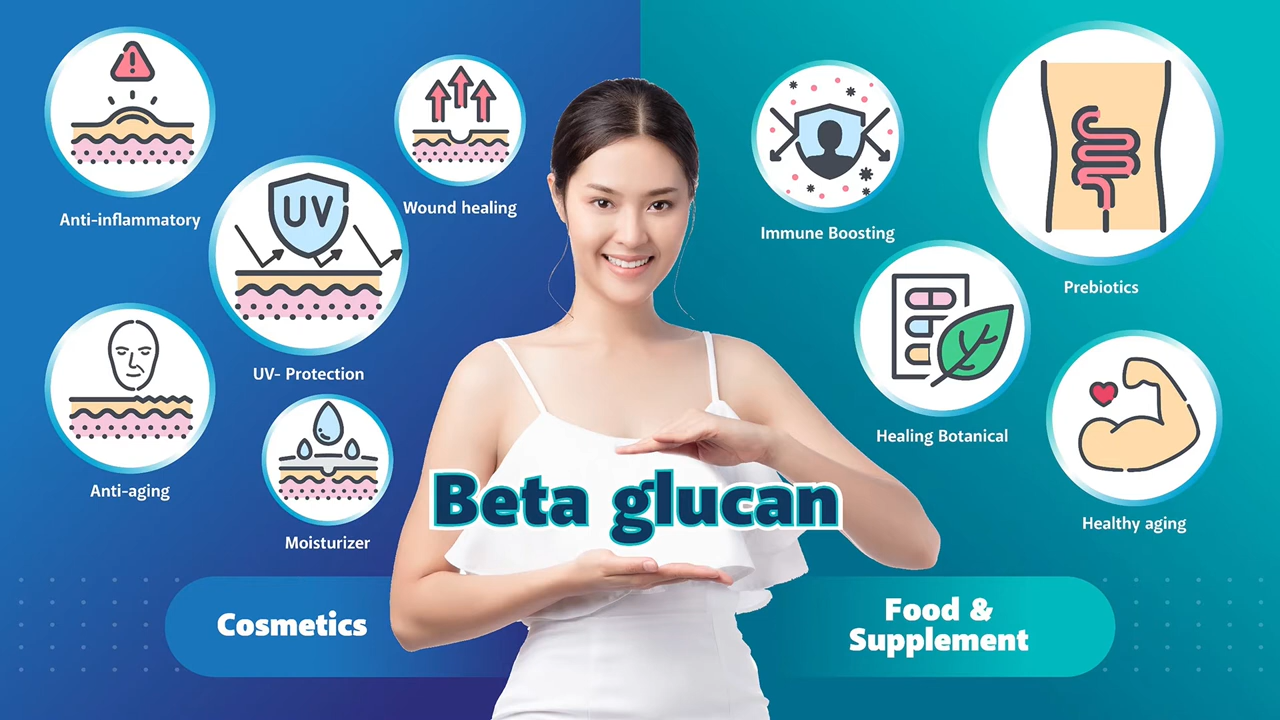 Anti-inflammatory
Wound healing
UV
UV- Protection
Anti-aging
Moisturizer
Cosmetics
Beta glucan
Immune Boosting
Prebiotics
Healing Botanical
Healthy aging
Food &
Supplement